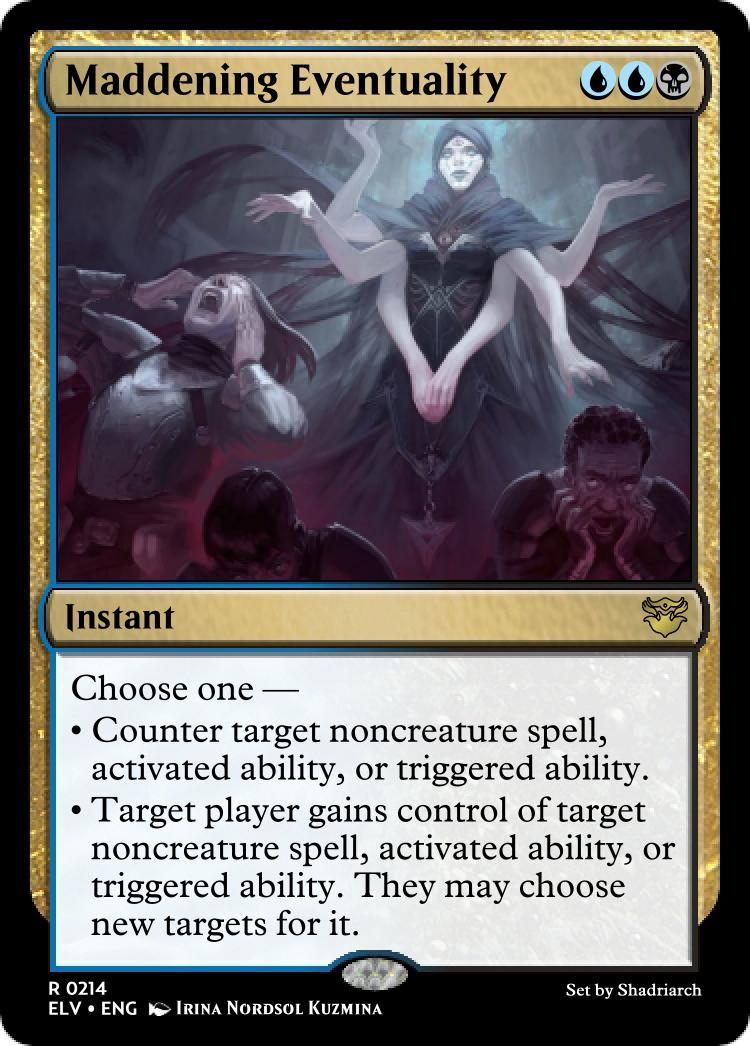 Maddening Eventuality
Instant
Choose one —
• Counter target noncreature spell,
activated ability, or triggered ability.
• Target player gains control of target
noncreature spell, activated ability, or
triggered ability. They may choose
new targets for it.
R 0214
Set by Shadriarch
ELV • ENG Irina Nordsol Kuzmina